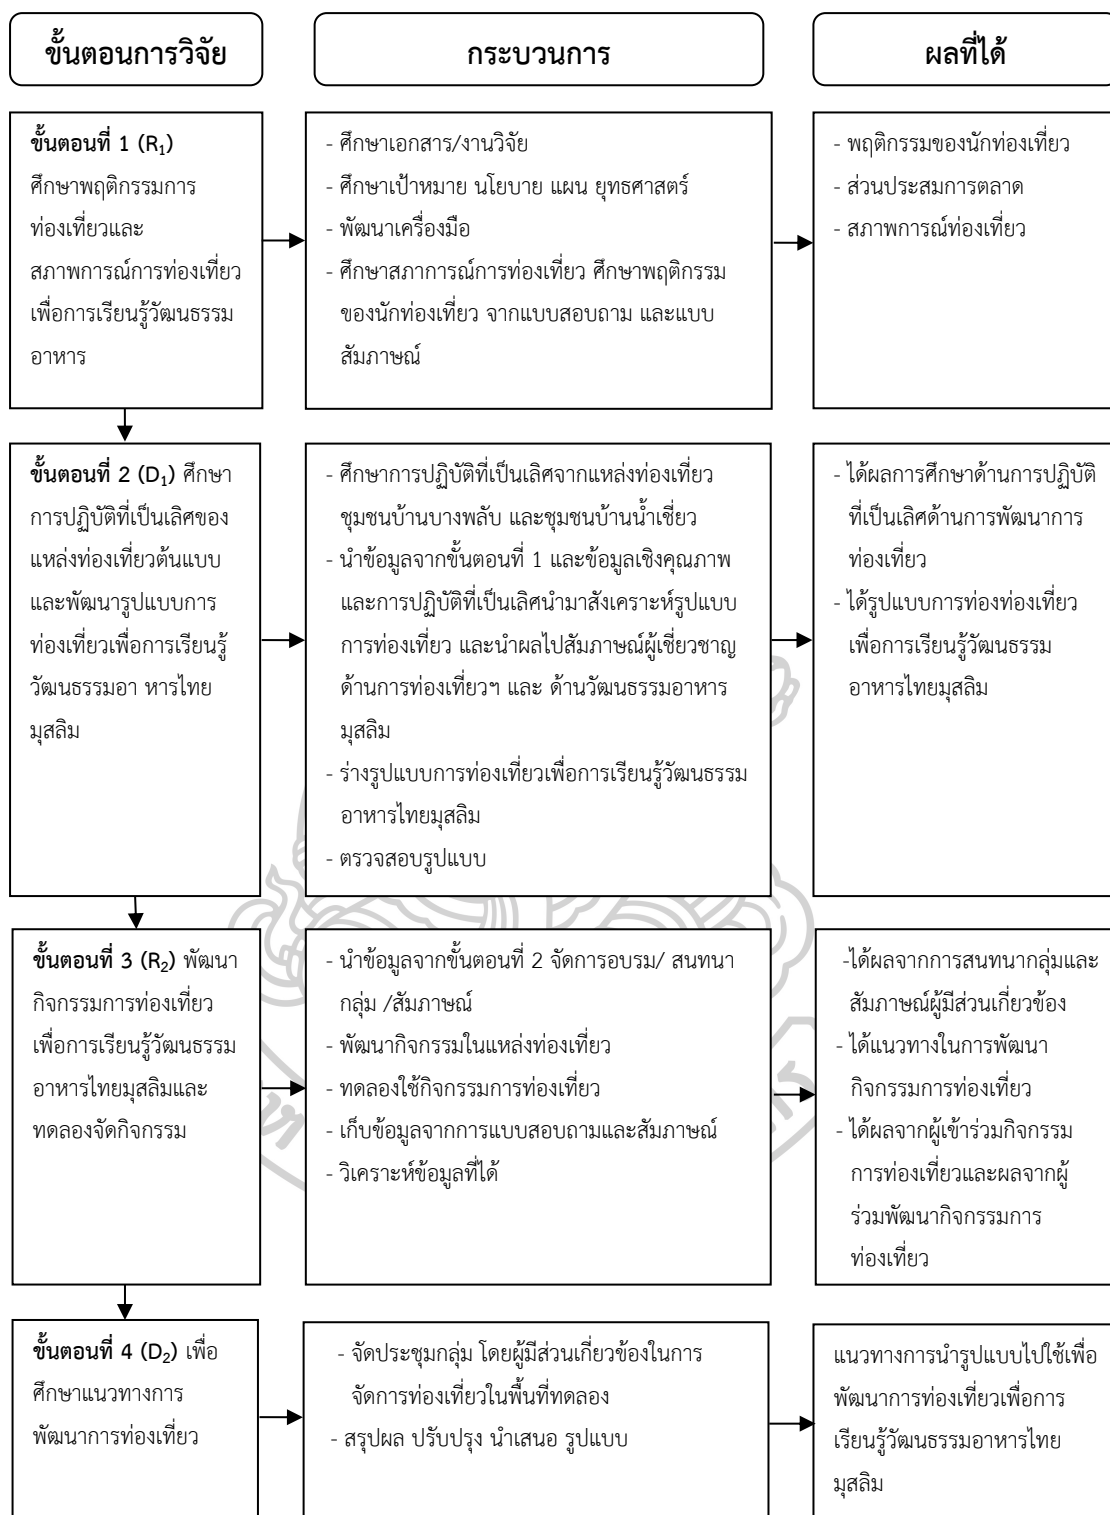 ขั้นตอนการวิจัย
กระบวนการ
ผลที่ได้
ขั้นตอนที่ 1 (R₁)
ศึกษาพฤติกรรมการ
ท่องเที่ยวและ
สภาพการณ์การท่องเที่ยว
เพื่อการเรียนรู้วัฒนธรรม
อาหาร
- ศึกษาเอกสาร/งานวิจัย
- ศึกษาเป้าหมาย นโยบาย แผน ยุทธศาสตร์
- พัฒนาเครื่องมือ
- ศึกษาสภาการณ์การท่องเที่ยว ศึกษาพฤติกรรม
ของนักท่องเที่ยว จากแบบสอบถาม และแบบ
สัมภาษณ์
- พฤติกรรมของนักท่องเที่ยว
- ส่วนประสมการตลาด
- สภาพการณ์ท่องเที่ยว
ขั้นตอนที่ 2 (D₁) ศึกษา
การปฏิบัติที่เป็นเลิศของ
แหล่งท่องเที่ยวต้นแบบ
และพัฒนารูปแบบการ
ท่องเที่ยวเพื่อการเรียนรู้
วัฒนธรรมอา หารไทย
มุสลิม
- ศึกษาการปฏิบัติที่เป็นเลิศจากแหล่งท่องเที่ยว
ชุมชนบ้านบางพลับ และชุมชนบ้านน้ำเชี่ยว
- นำข้อมูลจากขั้นตอนที่ 1 และข้อมูลเชิงคุณภาพ
และการปฏิบัติที่เป็นเลิศนำมาสังเคราะห์รูปแบบ
การท่องเที่ยว และนำผลไปสัมภาษณ์ผู้เชี่ยวชาญ
ด้านการท่องเที่ยวฯ และ ด้านวัฒนธรรมอาหาร
มุสลิม
- ร่างรูปแบบการท่องเที่ยวเพื่อการเรียนรู้วัฒนธรรม
อาหารไทยมุสลิม
- ตรวจสอบรูปแบบ
- ได้ผลการศึกษาด้านการปฏิบัติ
ที่เป็นเลิศด้านการพัฒนาการ
ท่องเที่ยว
- ได้รูปแบบการท่องท่องเที่ยว
เพื่อการเรียนรู้วัฒนธรรม
อาหารไทยมุสลิม
ขั้นตอนที่ 3 (R₂) พัฒนา
กิจกรรมการท่องเที่ยว
เพื่อการเรียนรู้วัฒนธรรม
อาหารไทยมุสลิมและ
ทดลองจัดกิจกรรม
- นำข้อมูลจากขั้นตอนที่ 2 จัดการอบรม/ สนทนา
กลุ่ม /สัมภาษณ์
- พัฒนากิจกรรมในแหล่งท่องเที่ยว
- ทดลองใช้กิจกรรมการท่องเที่ยว
- เก็บข้อมูลจากการแบบสอบถามและสัมภาษณ์
- วิเคราะห์ข้อมูลที่ได้
-ได้ผลจากการสนทนากลุ่มและ
สัมภาษณ์ผู้มีส่วนเกี่ยวข้อง
- ได้แนวทางในการพัฒนา
กิจกรรมการท่องเที่ยว
- ได้ผลจากผู้เข้าร่วมกิจกรรม
การท่องเที่ยวและผลจากผู้
ร่วมพัฒนากิจกรรมการ
ท่องเที่ยว
ขั้นตอนที่ 4 (D₂) เพื่อ
ศึกษาแนวทางการ
พัฒนาการท่องเที่ยว
- จัดประชุมกลุ่ม โดยผู้มีส่วนเกี่ยวข้องในการ
จัดการท่องเที่ยวในพื้นที่ทดลอง
- สรุปผล ปรับปรุง นำเสนอ รูปแบบ
แนวทางการนำรูปแบบไปใช้เพื่อ
พัฒนาการท่องเที่ยวเพื่อการ
เรียนรู้วัฒนธรรมอาหารไทย
มุสลิม